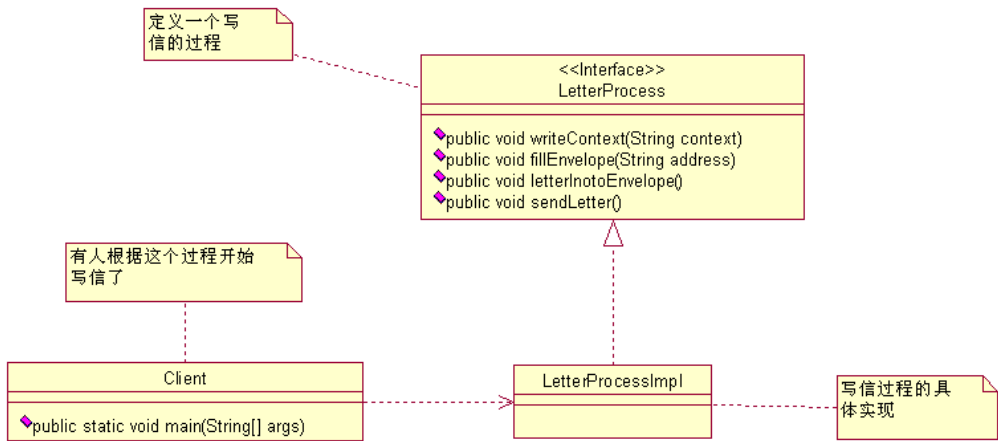 定义一个写
信的过程
<<Interface>>
LetterProcess
public void writeContext(String context)
public void fillEnvelope(String address)
public void letterInotoEnvelope()
public void sendLetter()
有人根据这个过程开始
写信了
Client
public static void main(String[] args)
LetterProcessImpl
写信过程的具
体实现